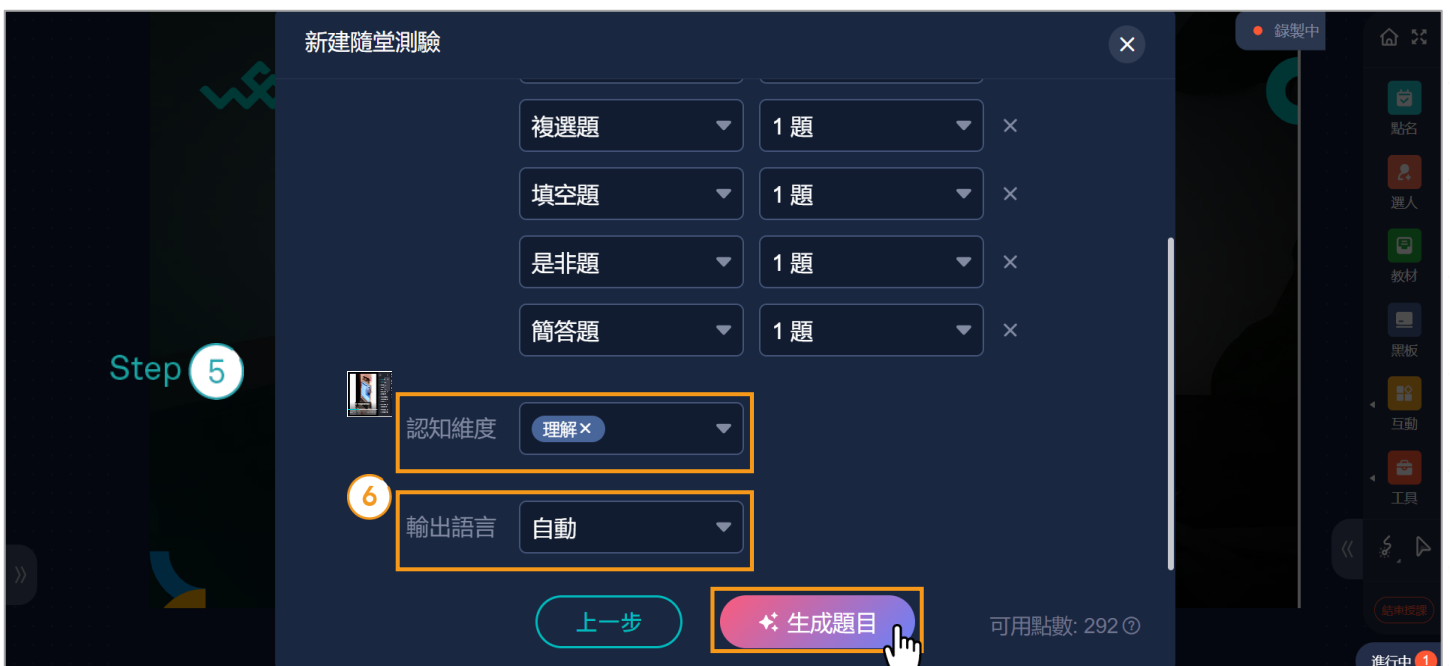 新建隨堂測驗
錄製中
複選題 1 題
填空題 1 題
是非題 1 題
簡答題 1 題
Step 5
認知維度 理解×
6
輸出語言 自動
上一步 生成題目 可用點數: 292 ?
點名
選人
教材
黑板
互動
工具
結束授課
進行中 1